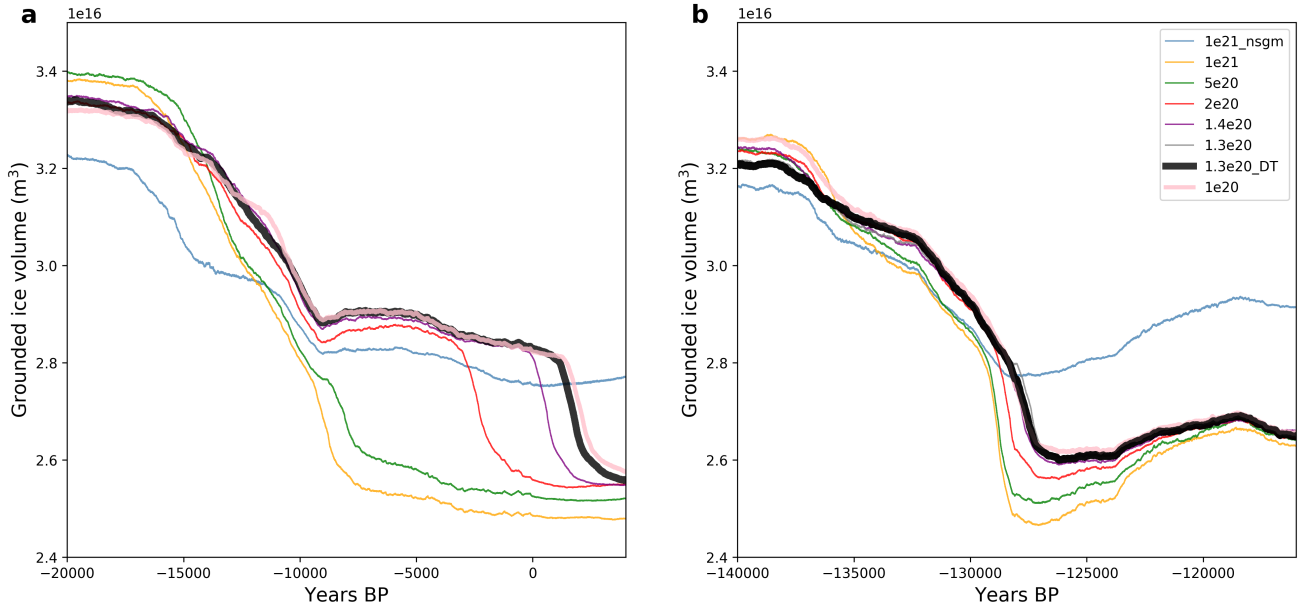 a
1e16
Grounded ice volume (m³)
3.4
3.2
3.0
2.8
2.6
2.4
−20000 −15000 −10000 −5000 0
Years BP
b
1e16
Grounded ice volume (m³)
3.4
3.2
3.0
2.8
2.6
2.4
−140000 −135000 −130000 −125000 −120000
Years BP
1e21_nsgm
1e21
5e20
2e20
1.4e20
1.3e20
1.3e20_DT
1e20